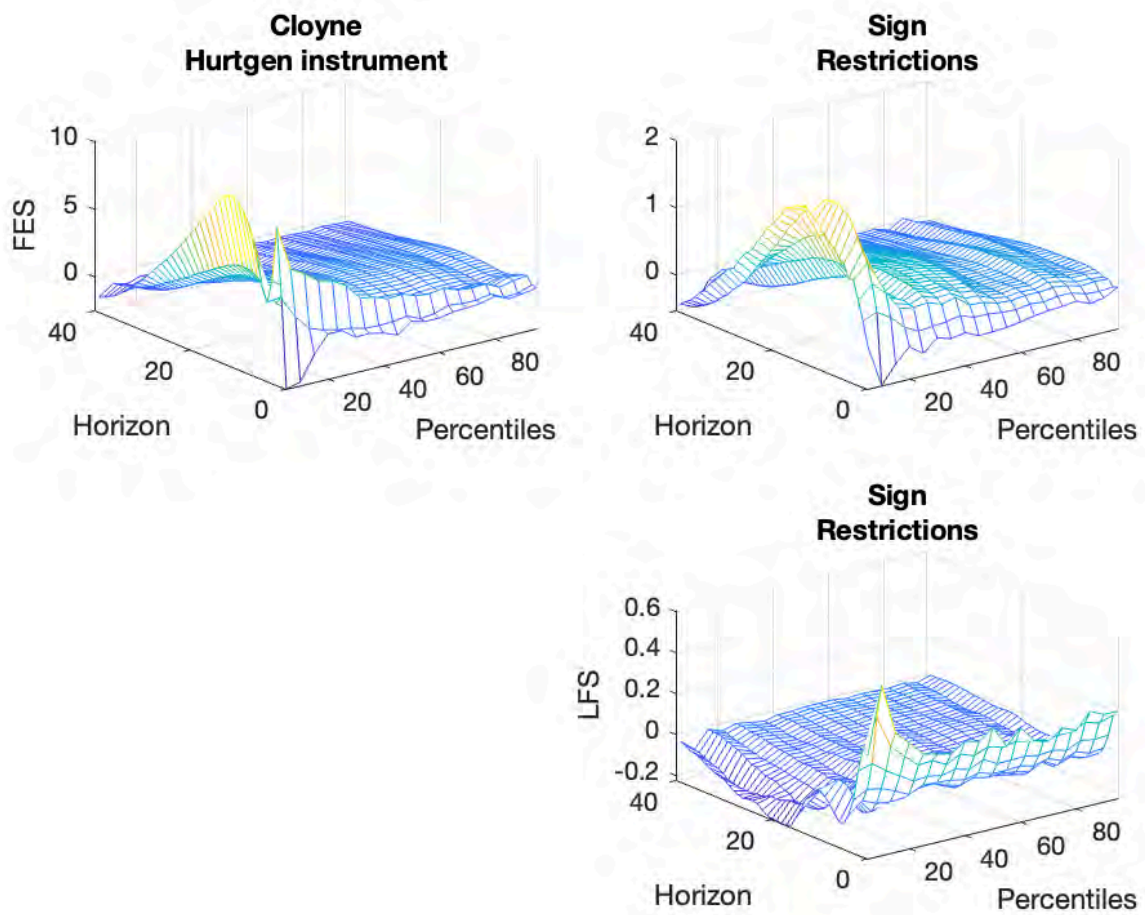 Cloyne
Hurtgen instrument
10
5
0
FES
40
20
0
Horizon
20
40
60
80
Percentiles
Sign
Restrictions
2
1
0
40
20
0
Horizon
20
40
60
80
Percentiles
Sign
Restrictions
0.6
0.4
0.2
0
-0.2
LFS
40
20
0
Horizon
20
40
60
80
Percentiles